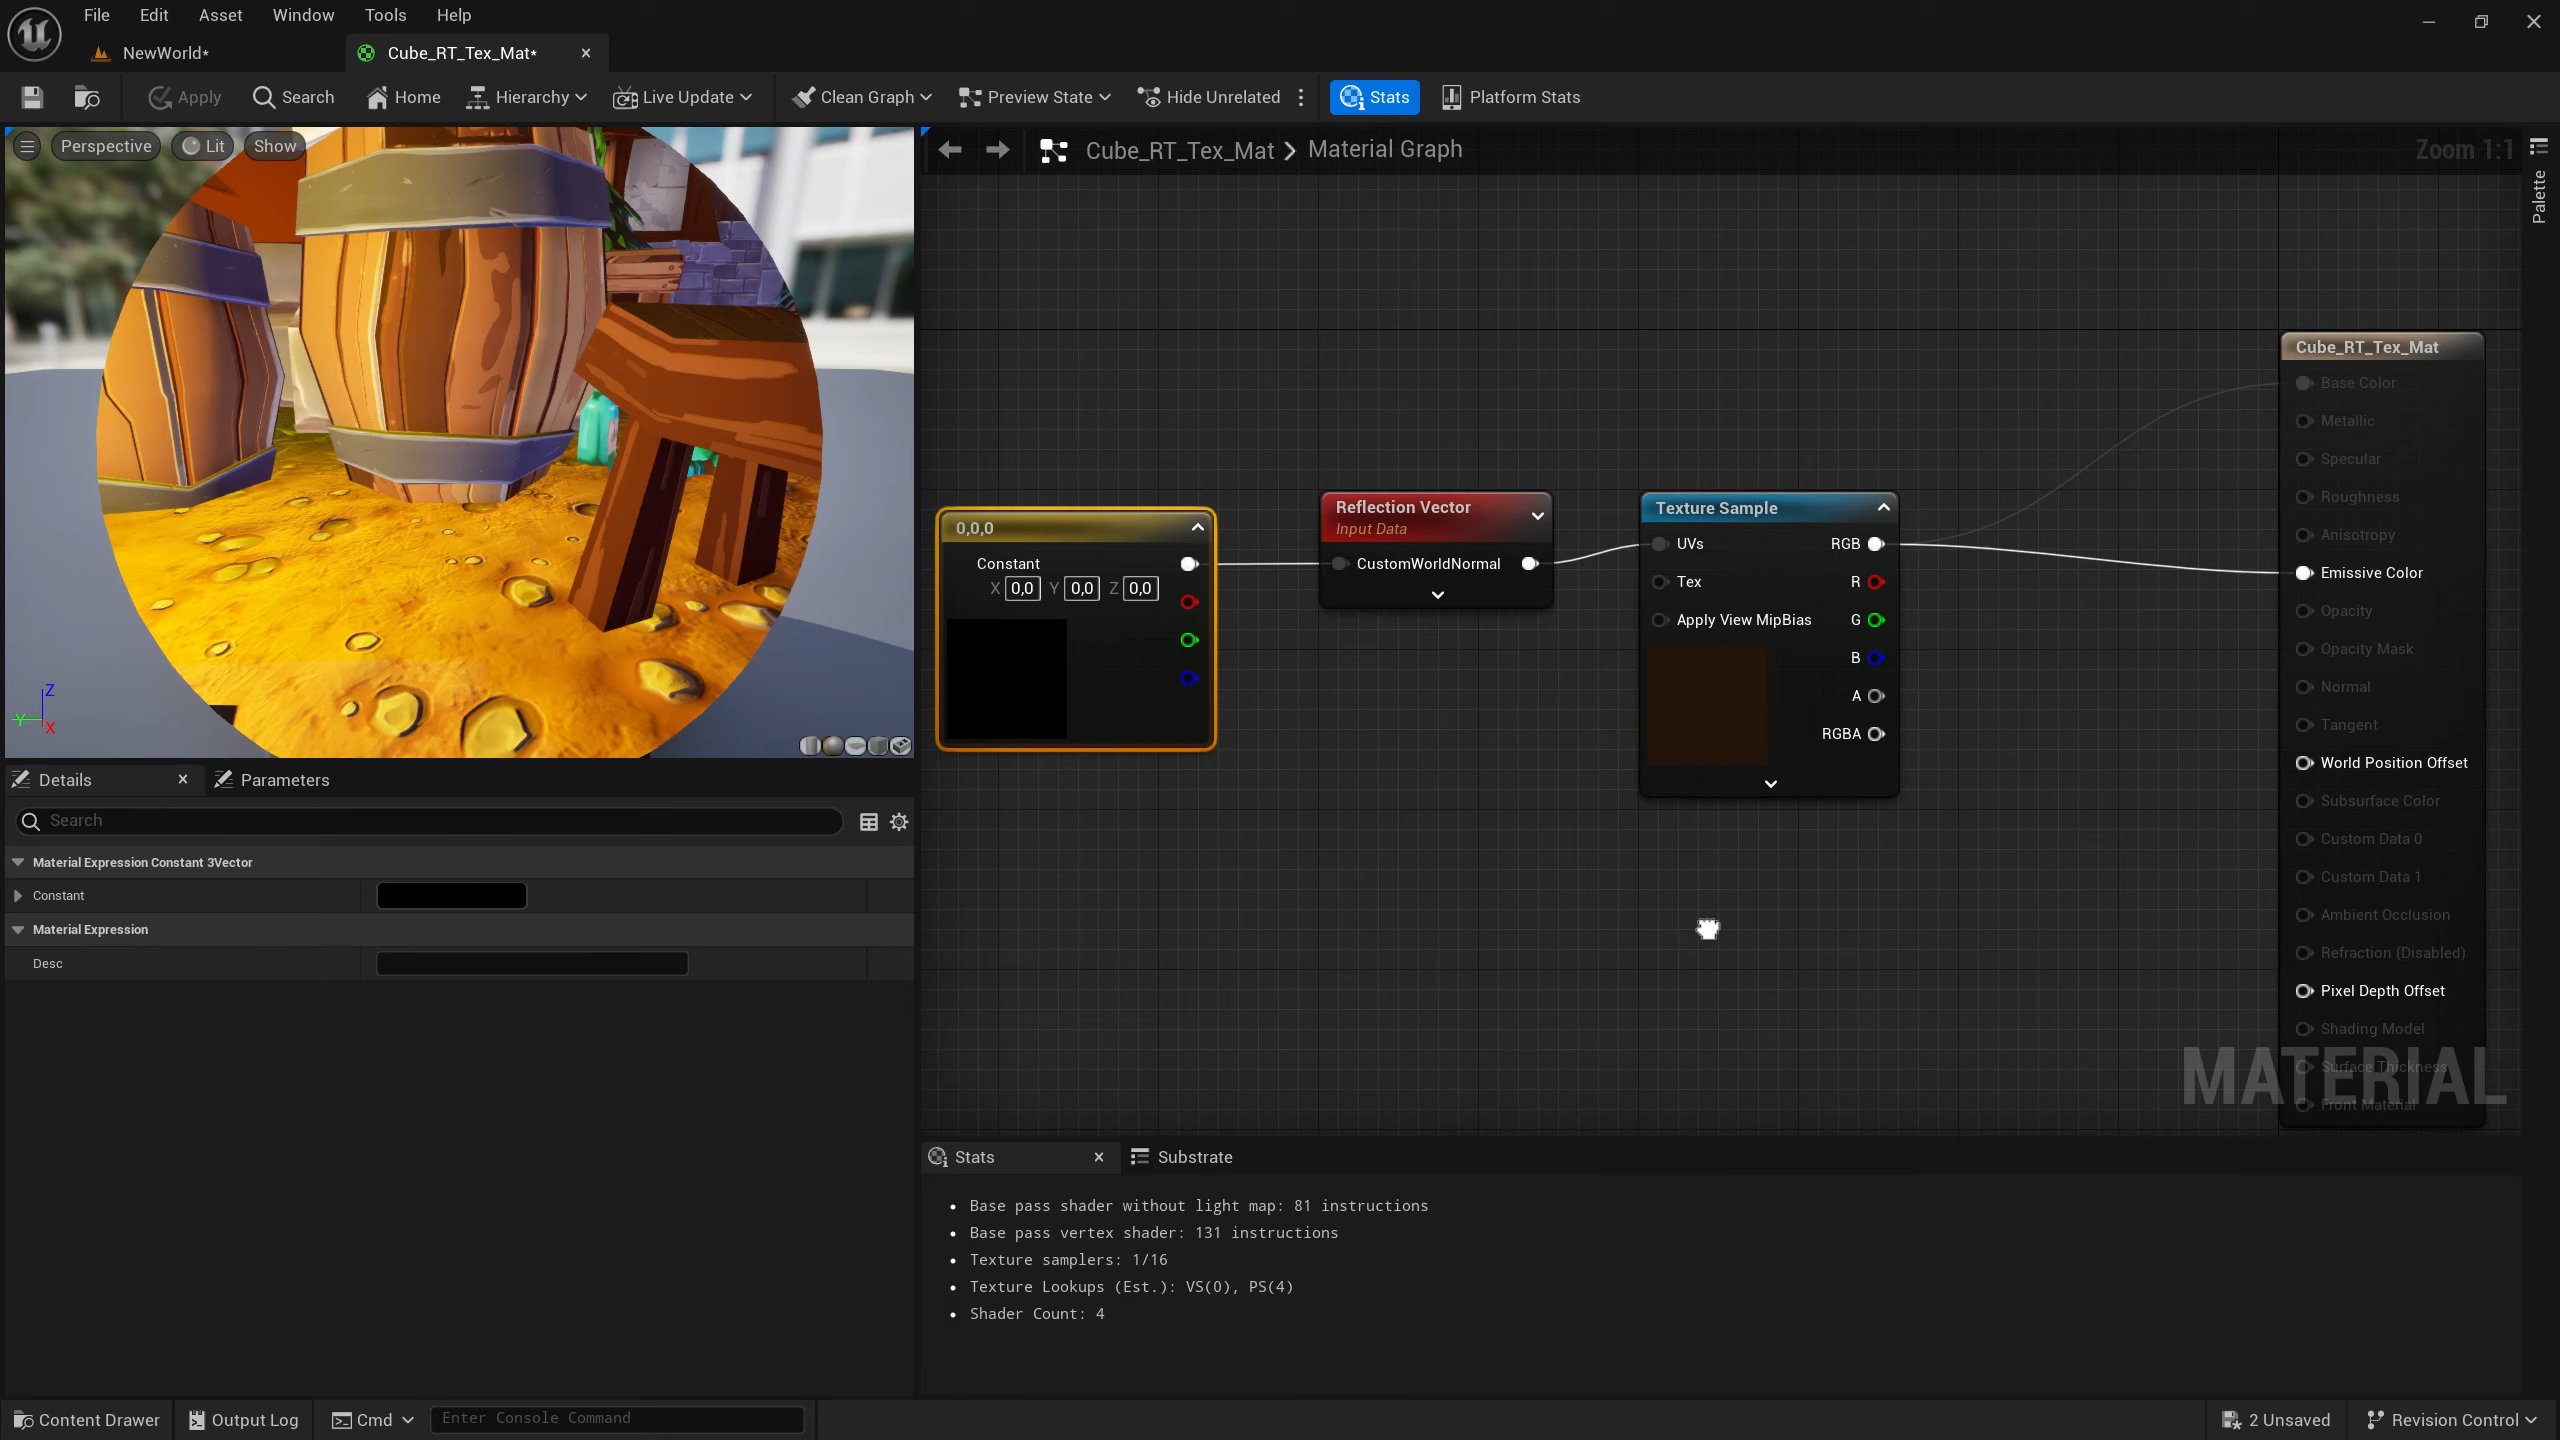 File Edit Asset Window Tools Help
NewWorld*
Cube_RT_Tex_Mat*
Apply Search Home Hierarchy Live Update Clean Graph Preview State Hide Unrelated Stats Platform Stats
Perspective Lit Show
Cube_RT_Tex_Mat > Material Graph
Zoom 1:1
Palette
Z
Y
X
0,0,0
Constant
X 0,0 Y 0,0 Z 0,0
Reflection Vector
Input Data
CustomWorldNormal
Texture Sample
UVs RGB
Tex R
Apply View MipBias G
B
A
RGBA
Cube_RT_Tex_Mat
Base Color
Metallic
Specular
Roughness
Anisotropy
Emissive Color
Opacity
Opacity Mask
Normal
Tangent
World Position Offset
Subsurface Color
Custom Data 0
Custom Data 1
Ambient Occlusion
Refraction (Disabled)
Pixel Depth Offset
Shading Model
Surface Thickness
Front Material
MATERIAL
Details
Parameters
Search
Material Expression Constant 3Vector
Constant
Material Expression
Desc
Stats
Substrate
Base pass shader without light map: 81 instructions
Base pass vertex shader: 131 instructions
Texture samplers: 1/16
Texture Lookups (Est.): VS(0), PS(4)
Shader Count: 4
Content Drawer Output Log Cmd Enter Console Command 2 Unsaved Revision Control